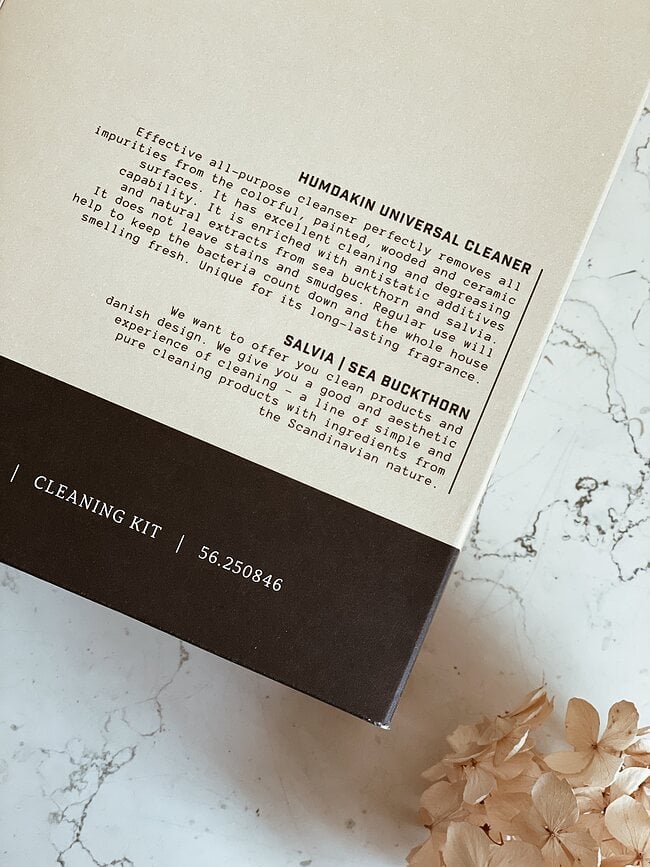 HUMDAKIN UNIVERSAL CLEANER
Effective all-purpose cleanser perfectly removes all
impurities from the colorful, painted, wooded and ceramic
surfaces. It has excellent cleaning and degreasing
capability. It is enriched with antistatic additives
and natural extracts from sea buckthorn and salvia.
It does not leave stains and smudges. Regular use will
help to keep the bacteria count down and the whole house
smelling fresh. Unique for its long-lasting fragrance.
SALVIA | SEA BUCKTHORN
We want to offer you clean products and
danish design. We give you a good and aesthetic
experience of cleaning - a line of simple and
pure cleaning products with ingredients from
the Scandinavian nature.
| CLEANING KIT | 56.250846